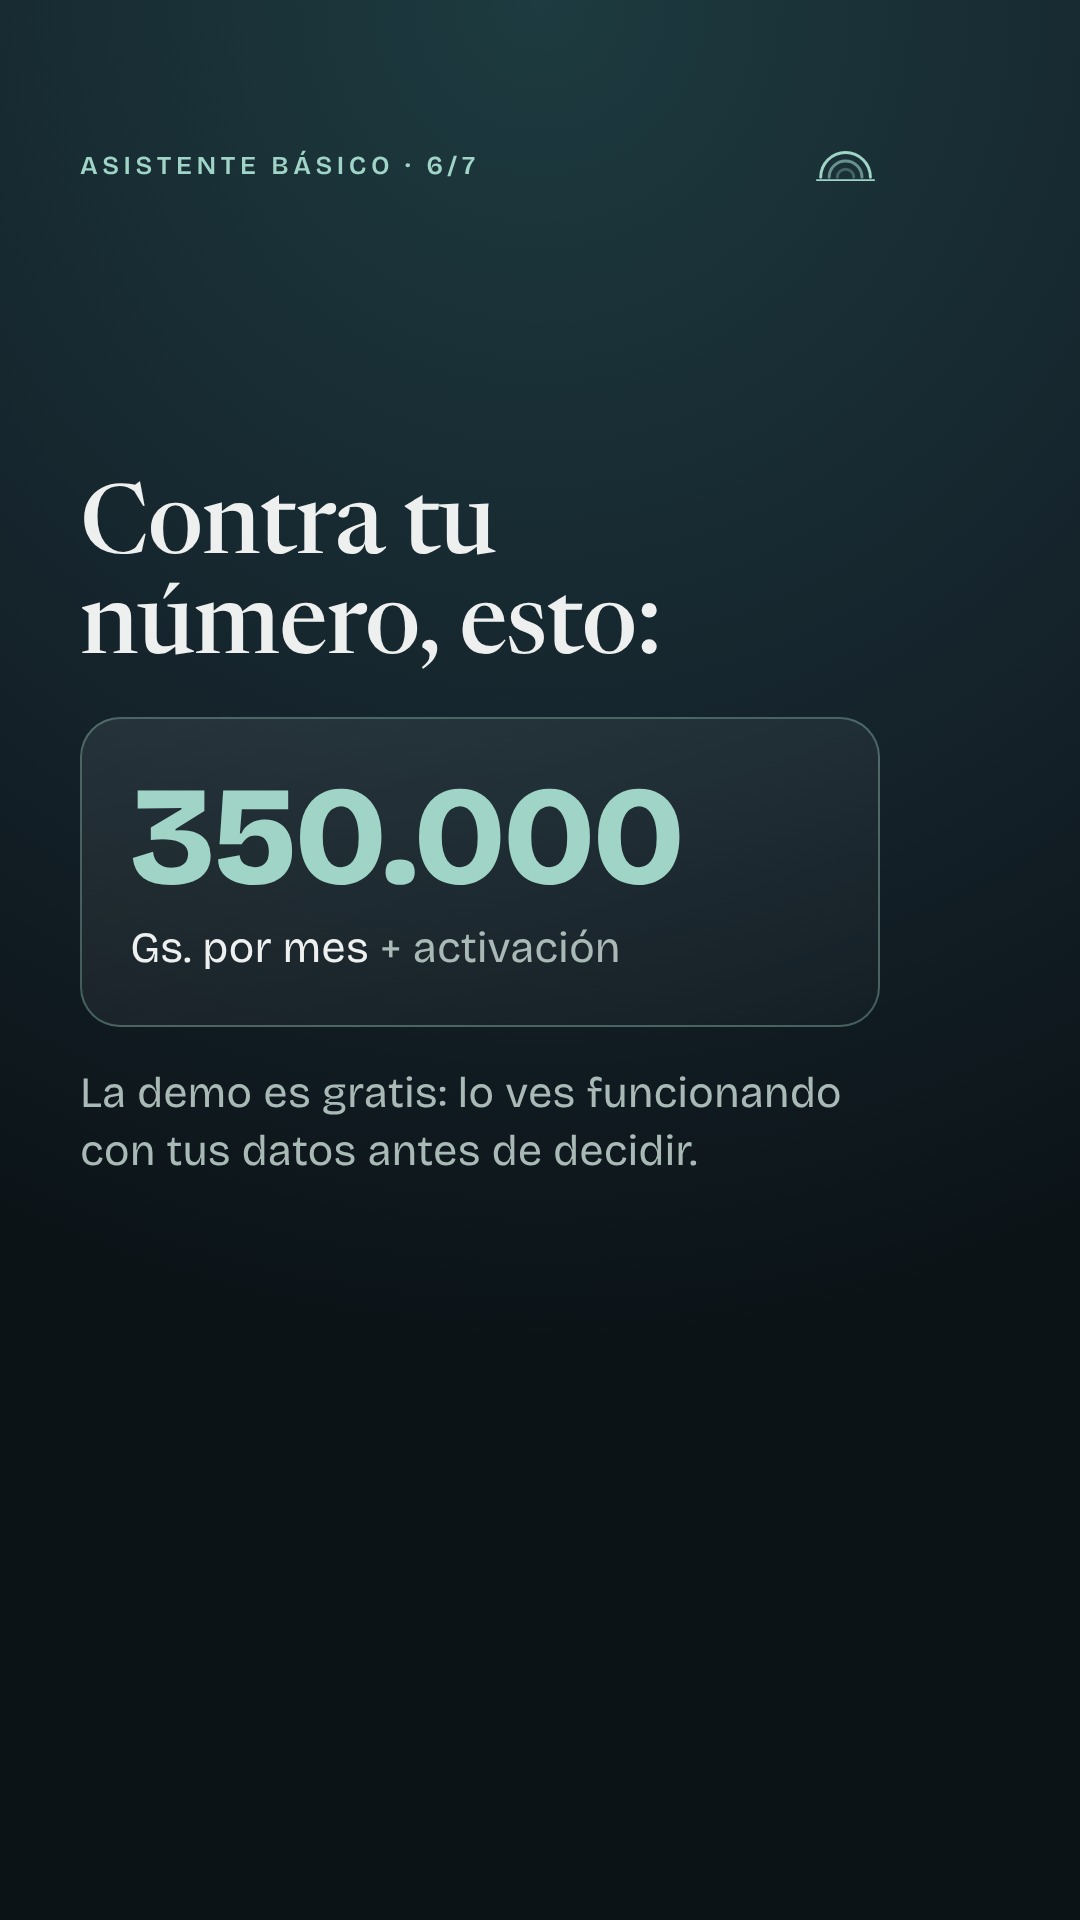 ASISTENTE BÁSICO · 6/7
Contra tu
número, esto:
350.000
Gs. por mes + activación
La demo es gratis: lo ves funcionando
con tus datos antes de decidir.